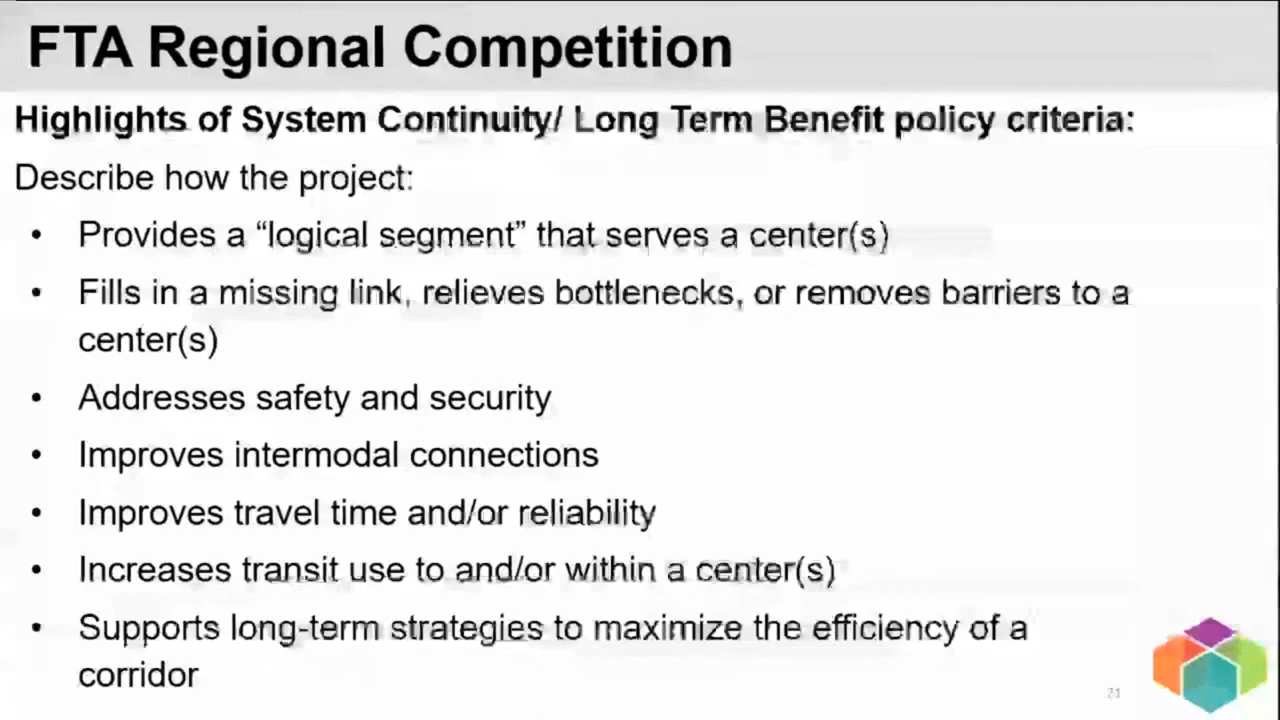 FTA Regional Competition
Highlights of System Continuity/ Long Term Benefit policy criteria:
Describe how the project:
• Provides a “logical segment” that serves a center(s)
• Fills in a missing link, relieves bottlenecks, or removes barriers to a
center(s)
• Addresses safety and security
• Improves intermodal connections
• Improves travel time and/or reliability
• Increases transit use to and/or within a center(s)
• Supports long-term strategies to maximize the efficiency of a
corridor